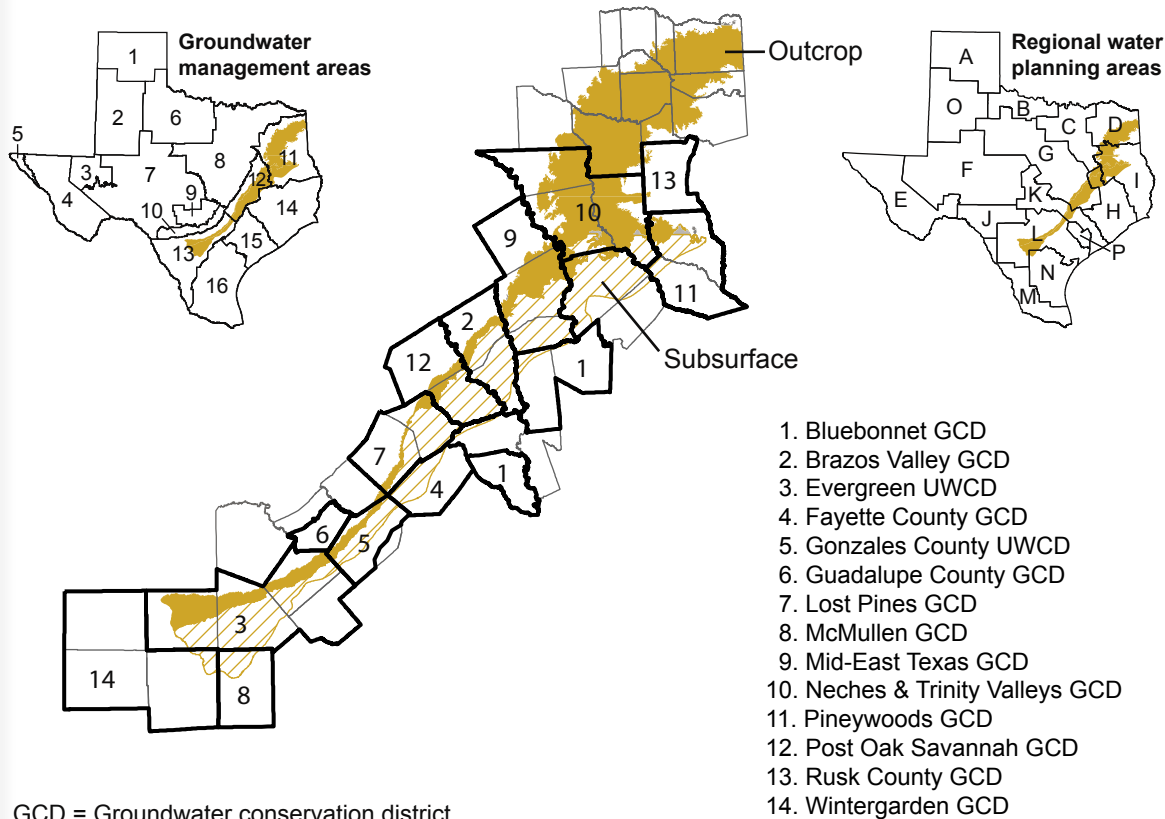 Groundwater
management areas
1
2
6
5
3
7
8
11
12
4
9
10
14
13
15
16
Outcrop
13
10
9
11
2
Subsurface
12
1
7
4
1
6
5
3
14
8
Regional water
planning areas
A
O
B
C
D
G
F
I
E
K
H
J
L
P
N
M
1. Bluebonnet GCD
2. Brazos Valley GCD
3. Evergreen UWCD
4. Fayette County GCD
5. Gonzales County UWCD
6. Guadalupe County GCD
7. Lost Pines GCD
8. McMullen GCD
9. Mid-East Texas GCD
10. Neches & Trinity Valleys GCD
11. Pineywoods GCD
12. Post Oak Savannah GCD
13. Rusk County GCD
14. Wintergarden GCD
GCD = Groundwater conservation district